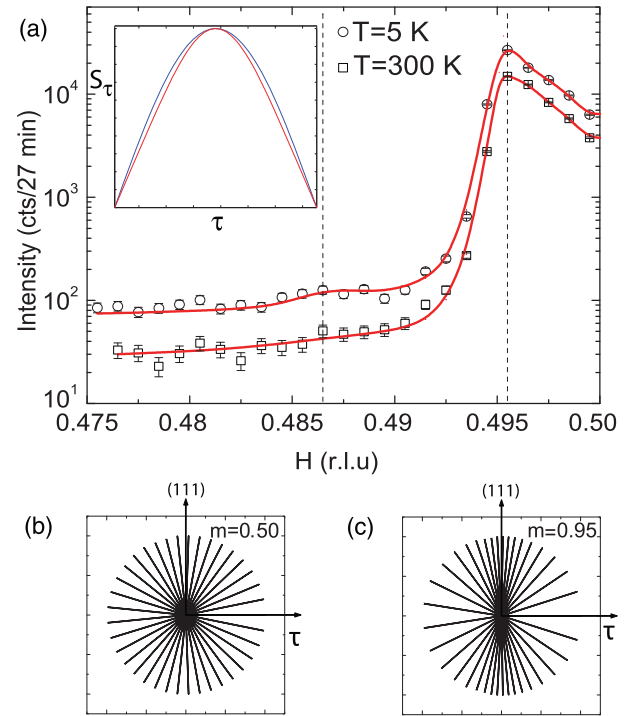 (a)
S_τ
τ
T=5 K
T=300 K
Intensity (cts/27 min)
10^4
10^3
10^2
10^1
0.475 0.48 0.485 0.49 0.495 0.50
H (r.l.u)
(b)
(111)
m=0.50
τ
(c)
(111)
m=0.95
τ